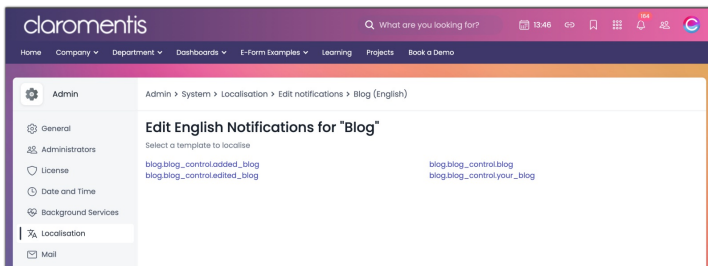 claromentis
What are you looking for?
13:46
164
Home Company Department Dashboards E-Form Examples Learning Projects Book a Demo
Admin
Admin > System > Localisation > Edit notifications > Blog (English)
General
Administrators
License
Date and Time
Background Services
Localisation
Mail
Edit English Notifications for "Blog"
Select a template to localise
blog.blog_control.added_blog
blog.blog_control.blog
blog.blog_control.edited_blog
blog.blog_control.your_blog